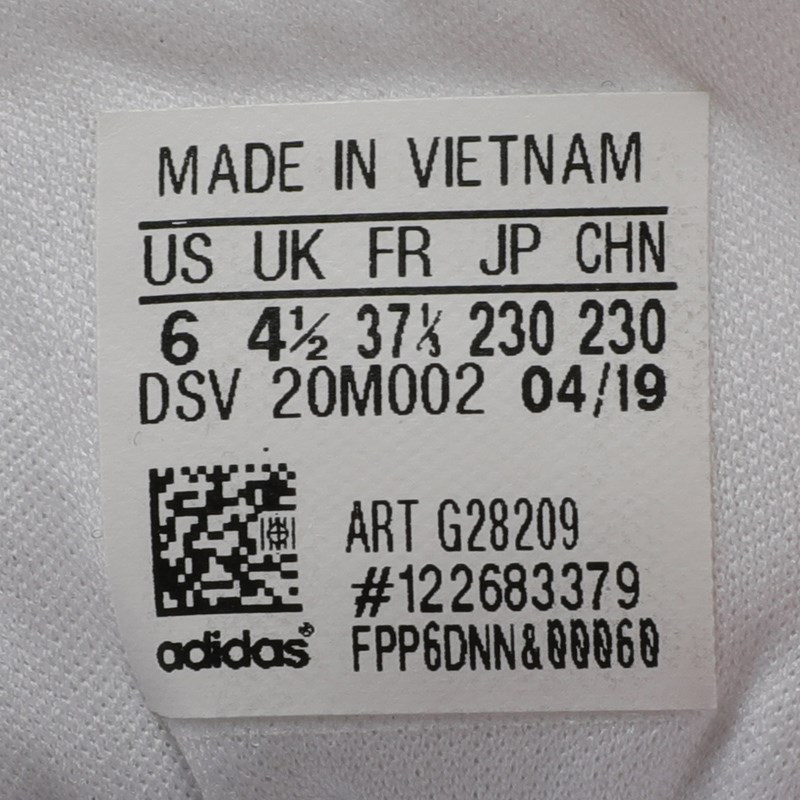 MADE IN VIETNAM
US UK FR JP CHN
6 4½ 37⅓ 230 230
DSV 20M002 04/19
ART G28209
#122683379
adidas®
FPP6DNN&00060